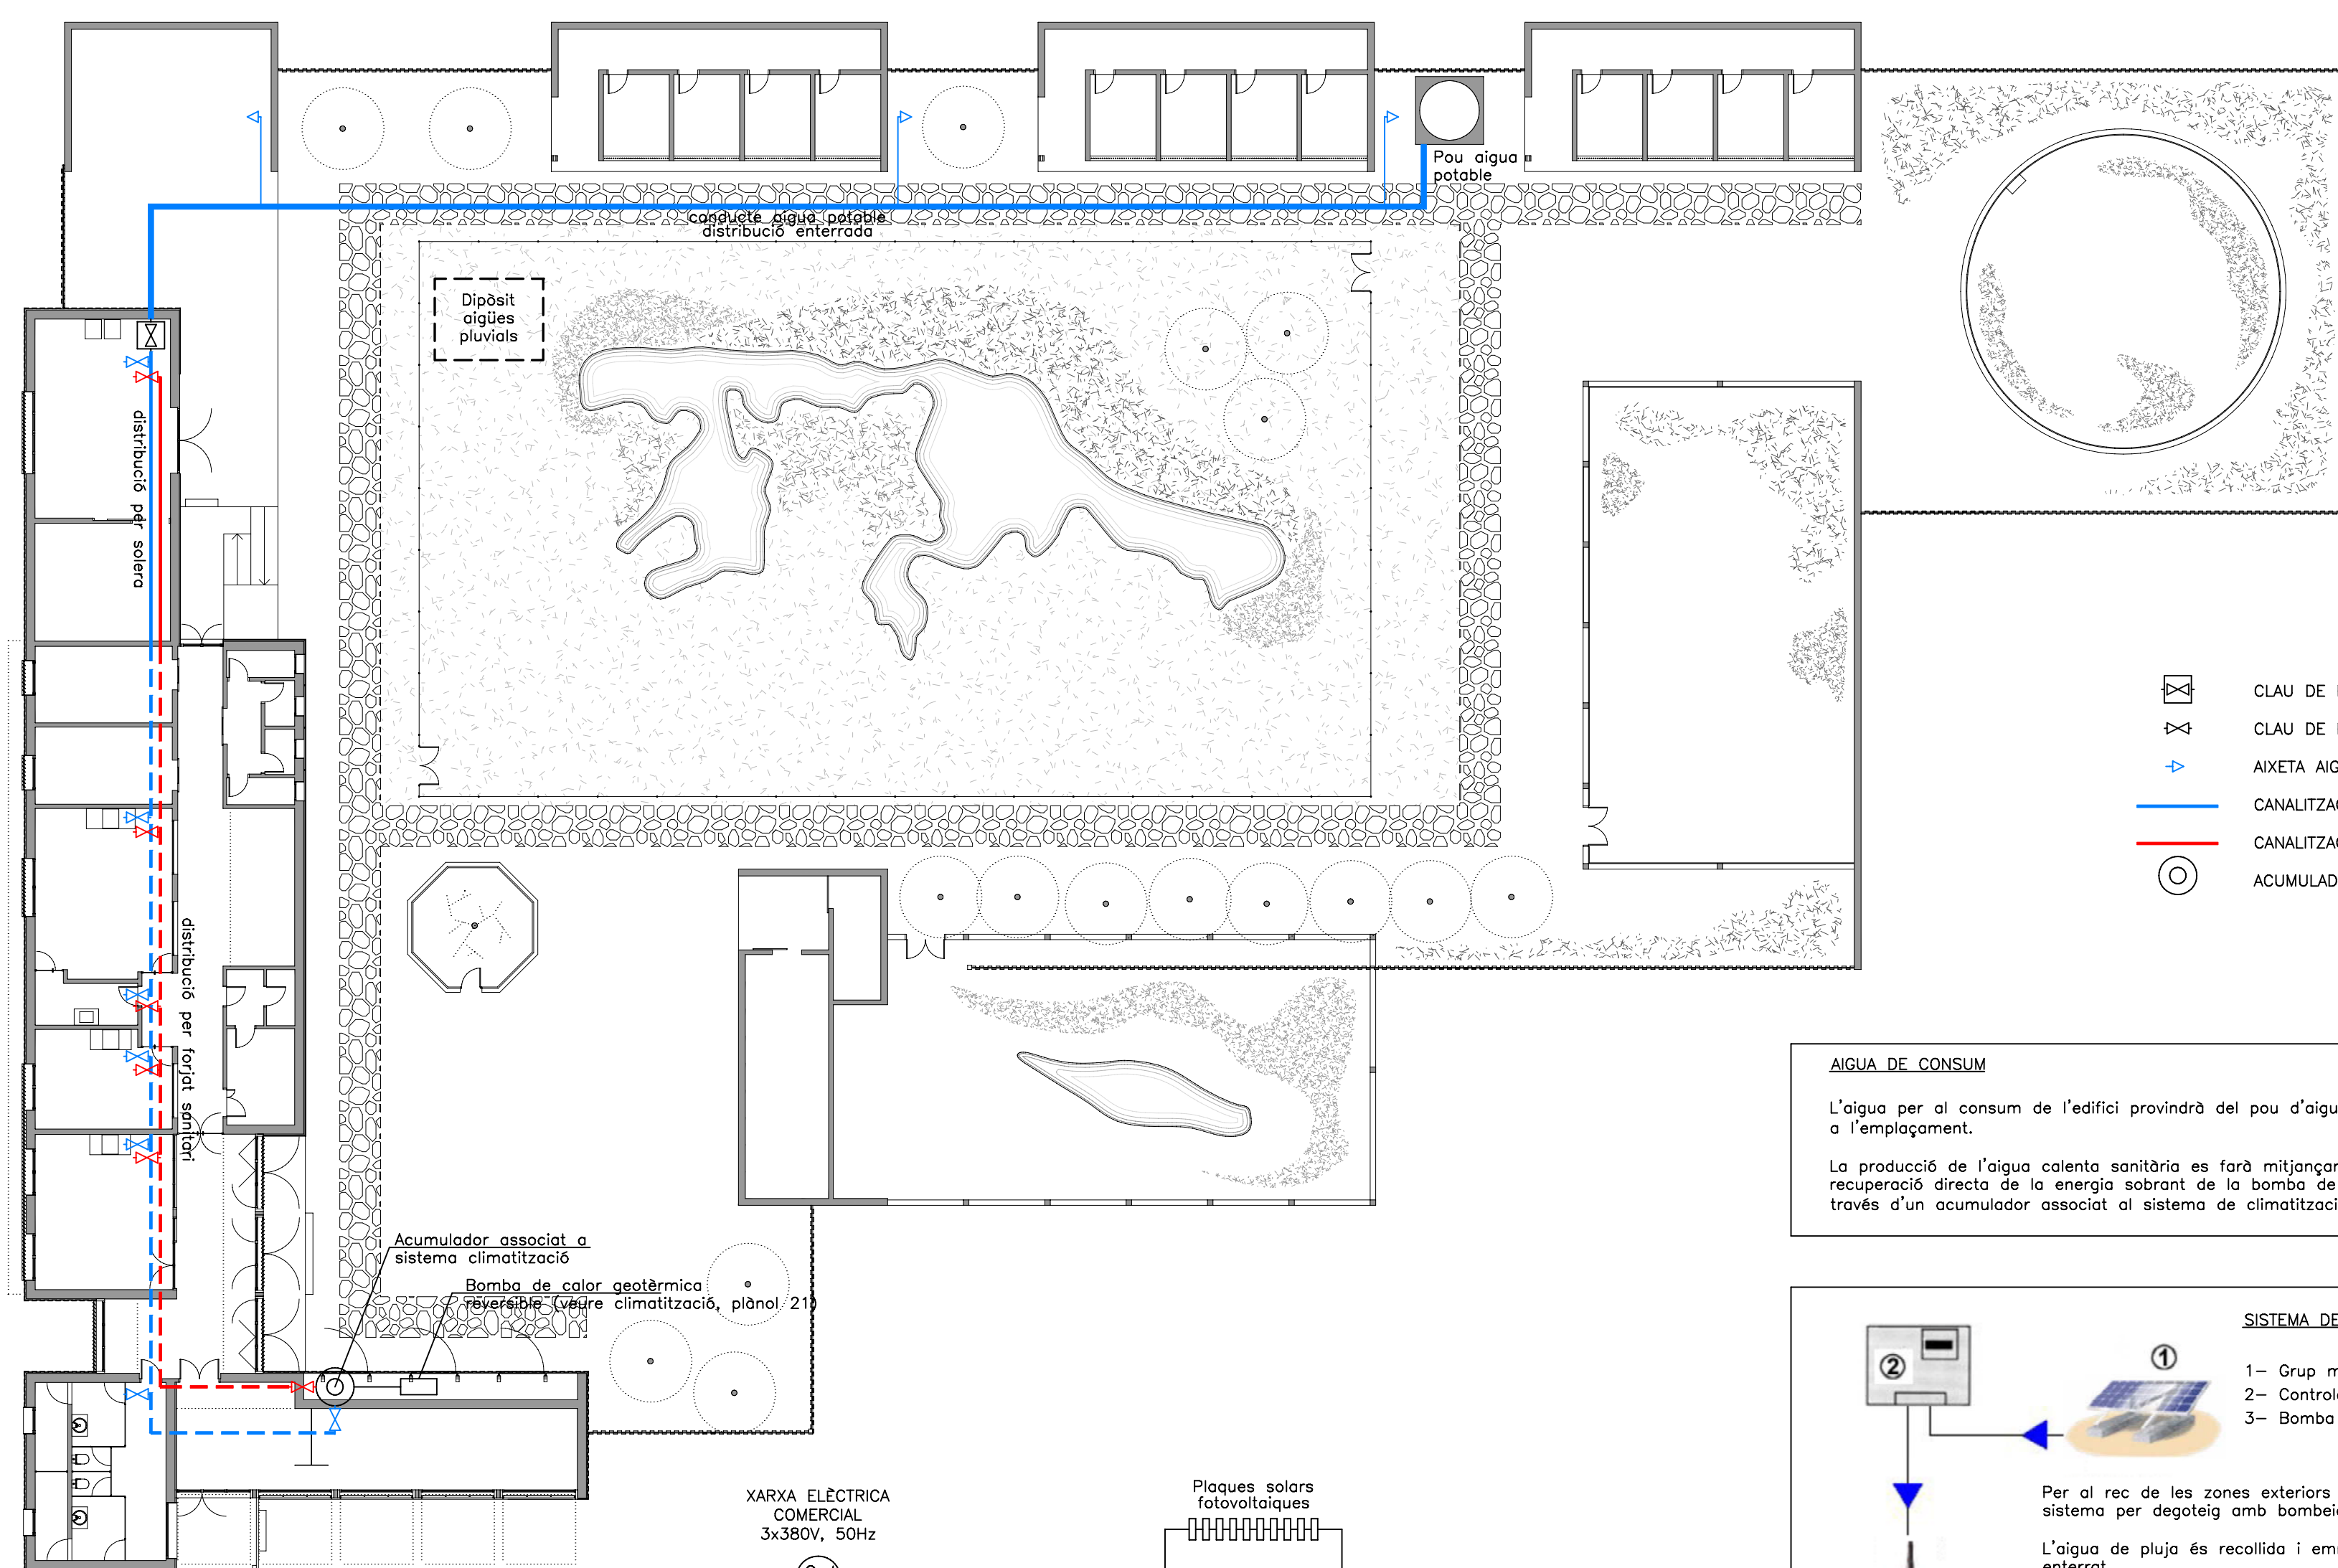 Pou aigua
potable
conducte aigua potable
distribució enterrada
Dipòsit
aigües
pluvials
distribució per solera
distribució per forjat sanitari
CLAU DE
CLAU DE
AIXETA
ACUMULAD
AIGUA DE CONSUM
L'aigua per al consum de l'edifici provindrà del pou d'aigu
a l'emplaçament.
La producció de l'aigua calenta sanitària es farà mitjançar
recuperació directa de la energia sobrant de la bomba de
través d'un acumulador associat al sistema de climatitzaci
Acumulador associat a
sistema climatització
Bomba de calor geotèrmica
reversible (veure climatització, plànol 21)
SISTEMA DE
2
1
1- Grup
2- Control
3- Bomba
XARXA ELÈCTRICA
COMERCIAL
3x380V, 50Hz
Plaques solars
fotovoltaiques
Per al rec de les zones exteriors
sistema per degoteig amb bombei
L'aigua de pluja és recollida i
enterrat